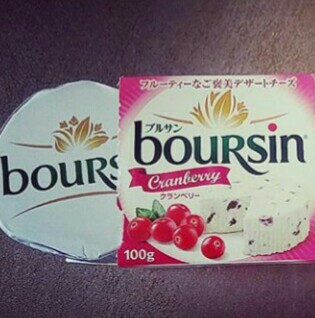 フルーティーなご褒美デザートチーズ
ブルサン
boursin
Cranberry
クランベリー
100g
bours